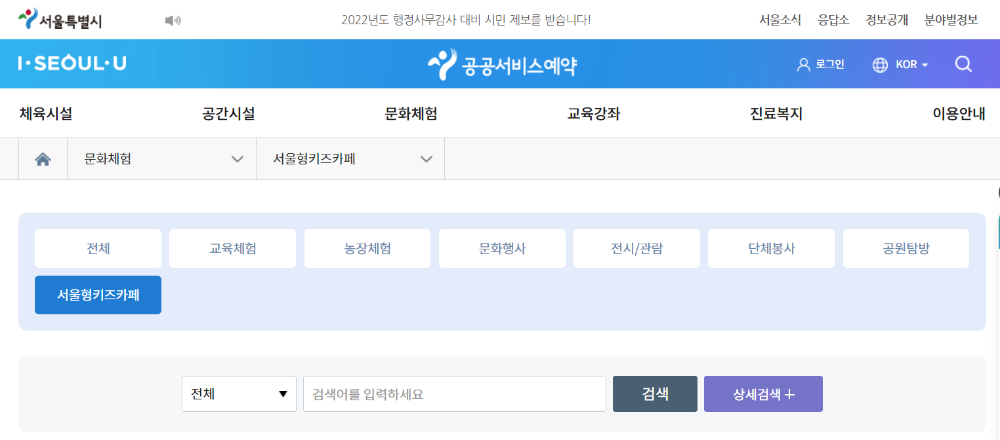 서울특별시
2022년도 행정사무감사 대비 시민 제보를 받습니다!
서울소식 응답소 정보공개 분야별정보
I·SEOUL·U
공공서비스예약
로그인 KOR
체육시설 공간시설 문화체험 교육강좌 진료복지 이용안내
문화체험 서울형키즈카페
전체 교육체험 농장체험 문화행사 전시/관람 단체봉사 공원탐방
서울형키즈카페
전체 검색어를 입력하세요 검색 상세검색+